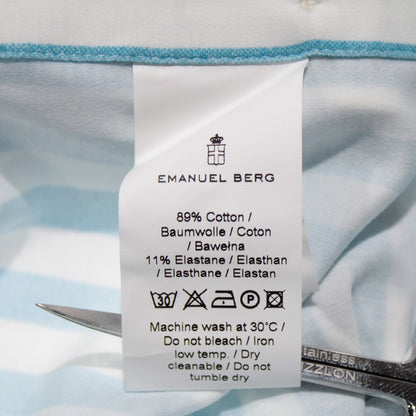 EMANUEL BERG
89% Cotton /
Baumwolle / Coton
/ Bawełna
11% Elastane / Elasthan
/ Elasthane / Elastan
30
P
Machine wash at 30°C /
Do not bleach / Iron
low temp. / Dry
cleanable / Do not
tumble dry